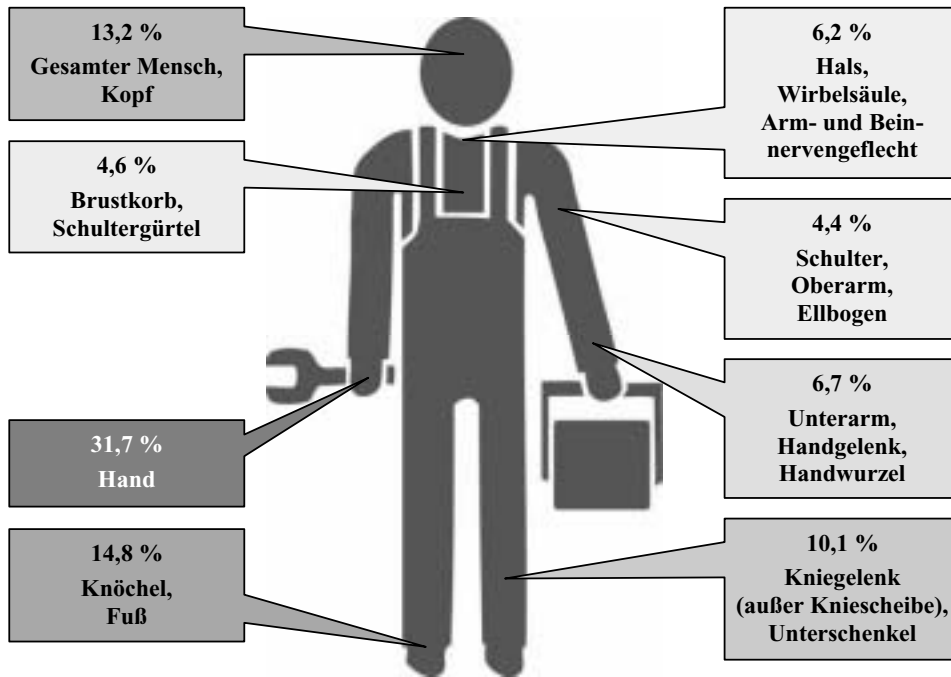 13,2 %
Gesamter Mensch,
Kopf
4,6 %
Brustkorb,
Schultergürtel
31,7 %
Hand
14,8 %
Knöchel,
Fuß
6,2 %
Hals,
Wirbelsäule,
Arm- und Bein-
nervengeflecht
4,4 %
Schulter,
Oberarm,
Ellbogen
6,7 %
Unterarm,
Handgelenk,
Handwurzel
10,1 %
Kniegelenk
(außer Kniescheibe),
Unterschenkel